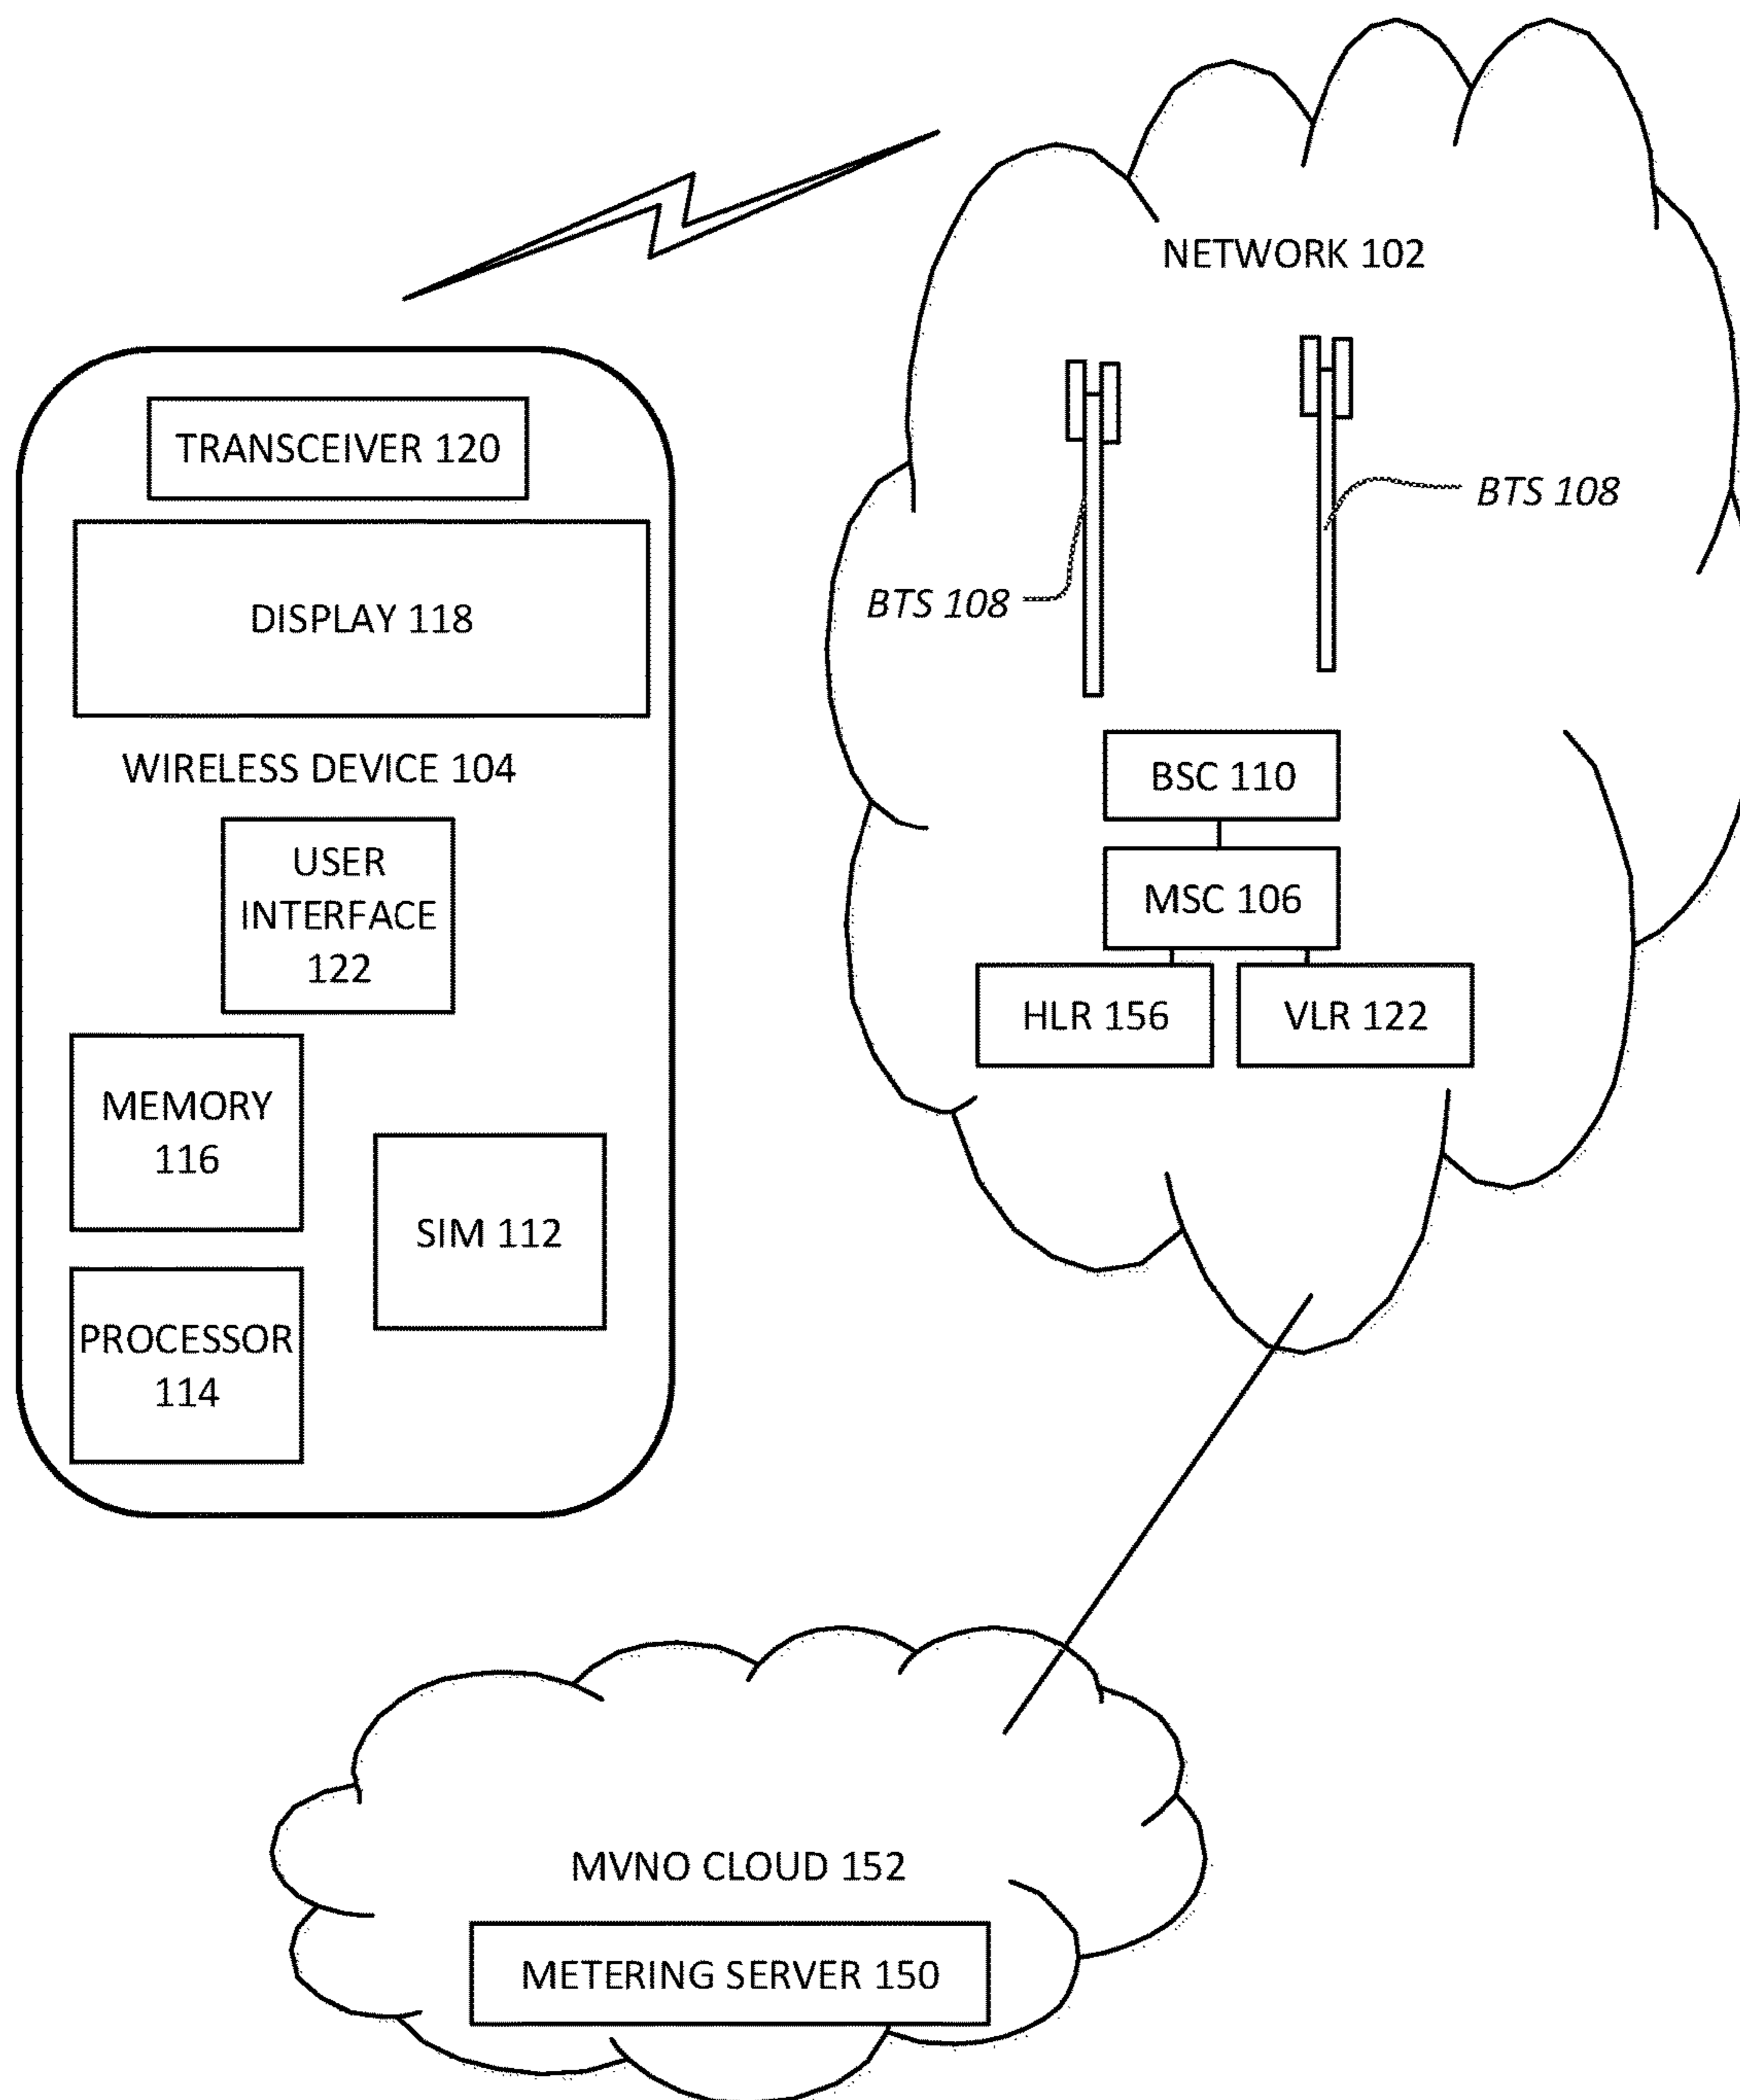 NETWORK 102
TRANSCEIVER 120
DISPLAY 118
WIRELESS DEVICE 104
USER
INTERFACE
122
MEMORY
116
SIM 112
PROCESSOR
114
BTS 108
BTS 108
BSC 110
MSC 106
HLR 156
VLR 122
MVNO CLOUD 152
METERING SERVER 150